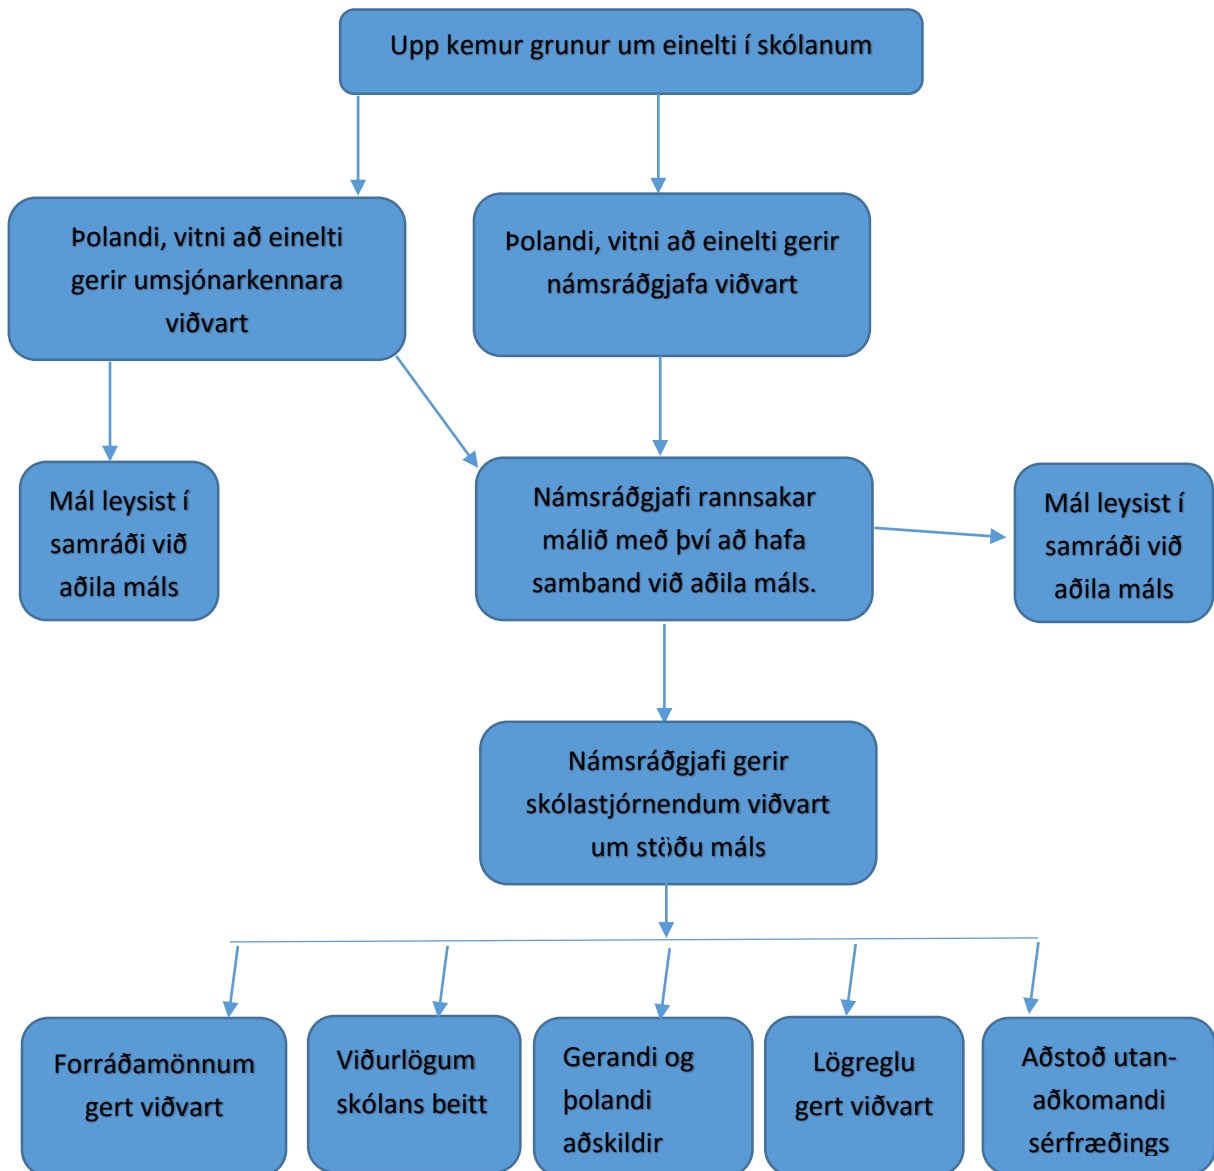 Upp kemur grunur um einelti í skólanum
Þolandi, vitni að einelti
gerir umsjónarkennara
viðvart
Þolandi, vitni að einelti gerir
námsráðgjafa viðvart
Mál leysist í
samráði við
aðila máls
Námsráðgjafi rannsakar
málið með því að hafa
samband við aðila máls.
Mál leysist í
samráði við
aðila máls
Námsráðgjafi gerir
skólastjórnendum viðvart
um stöðu máls
Forráðamönnum
gert viðvart
Viðurlögum
skólans beitt
Gerandi og
þolandi
aðskildir
Lögreglu
gert viðvart
Aðstoð utan-
aðkomandi
sérfræðings